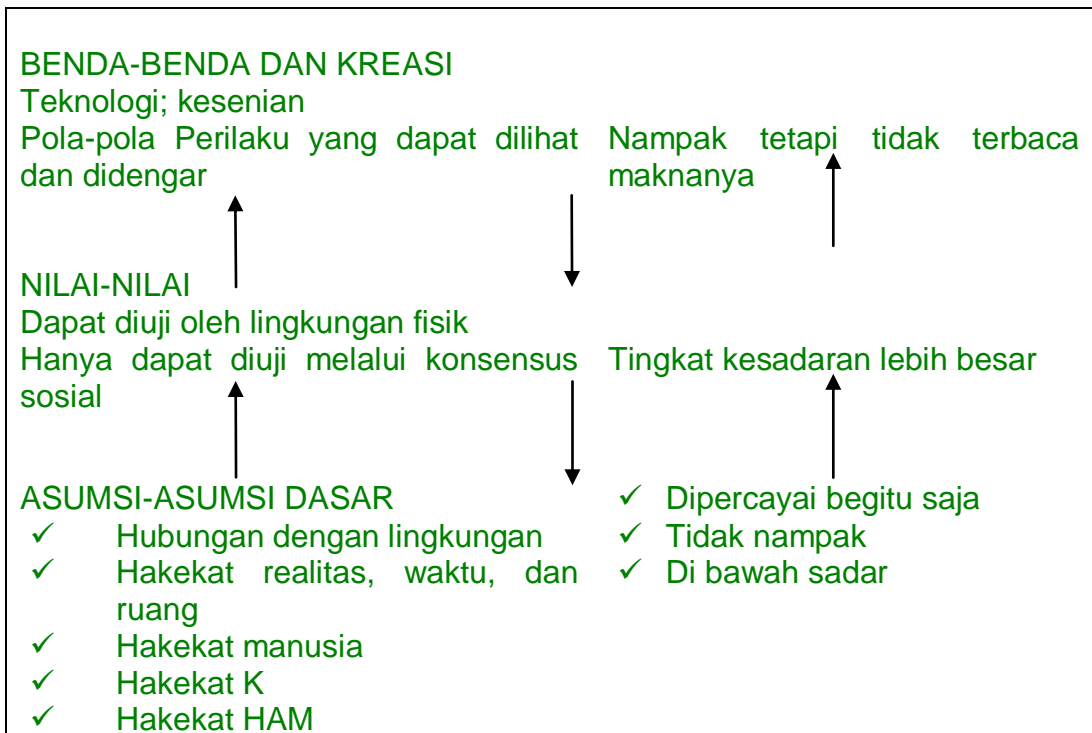 BENDA-BENDA DAN KREASI
Teknologi; kesenian
Pola-pola Perilaku yang dapat dilihat
dan didengar
Nampak tetapi tidak terbaca
maknanya
NILAI-NILAI
Dapat diuji oleh lingkungan fisik
Hanya dapat diuji melalui konsensus
sosial
Tingkat kesadaran lebih besar
ASUMSI-ASUMSI DASAR
✓ Hubungan dengan lingkungan
✓ Hakekat realitas, waktu, dan
ruang
✓ Hakekat manusia
✓ Hakekat K
✓ Hakekat HAM
✓ Dipercayai begitu saja
✓ Tidak nampak
✓ Di bawah sadar